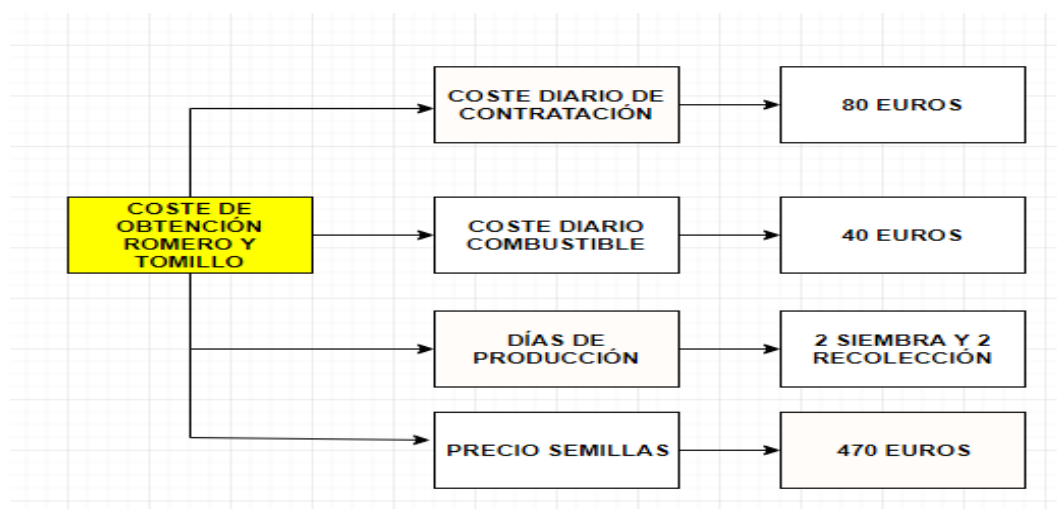 COSTE DIARIO DE
CONTRATACIÓN
80 EUROS
COSTE DE
OBTENCIÓN
ROMERO Y
TOMILLO
COSTE DIARIO
COMBUSTIBLE
40 EUROS
DÍAS DE
PRODUCCIÓN
2 SIEMBRA Y 2
RECOLECCIÓN
PRECIO SEMILLAS
470 EUROS